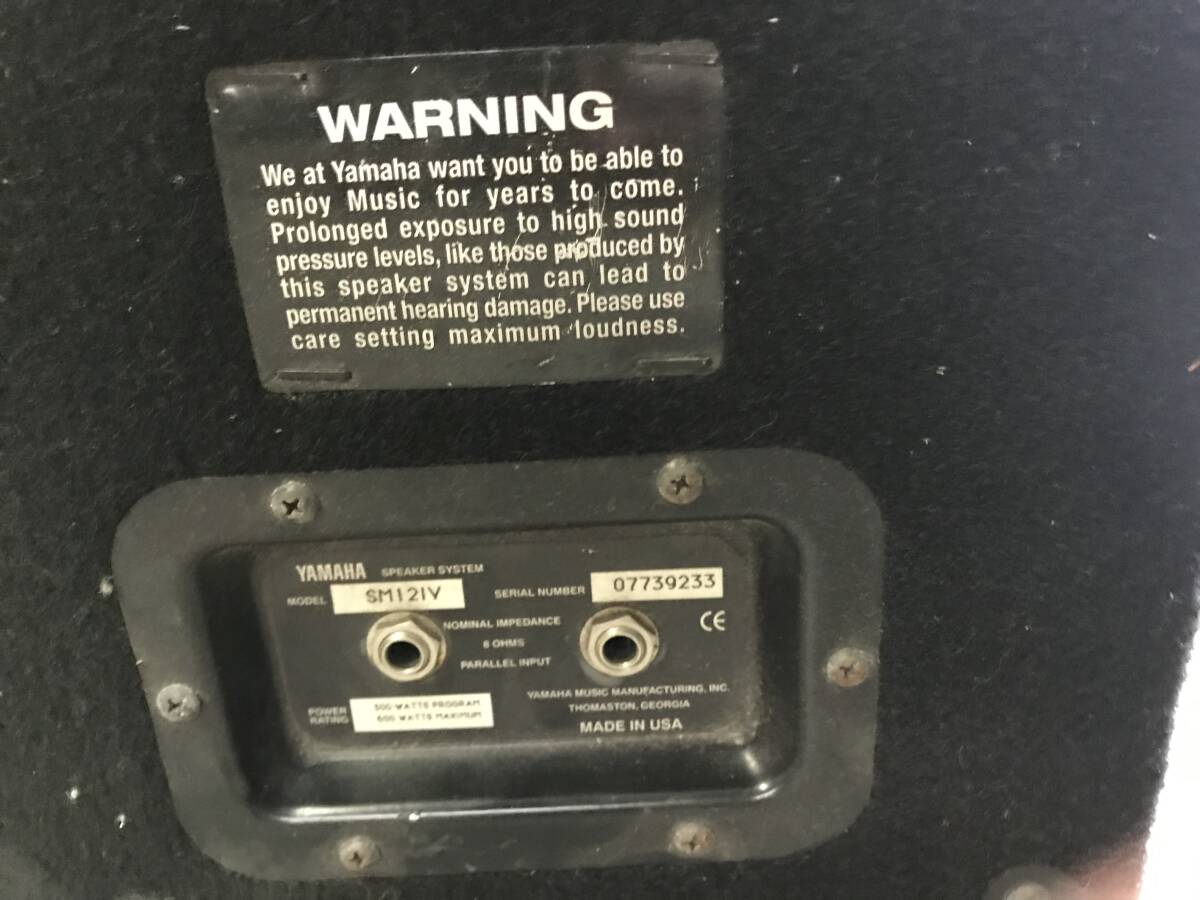 WARNING
We at Yamaha want you to be able to
enjoy Music for years to come.
Prolonged exposure to high sound
pressure levels, like those produced by
this speaker system can lead to
permanent hearing damage. Please use
care setting maximum loudness.
YAMAHA SPEAKER SYSTEM
MODEL SM12IV SERIAL NUMBER 07739233
NOMINAL IMPEDANCE
8 OHMS
PARALLEL INPUT
CE
YAMAHA MUSIC MANUFACTURING, INC.
THOMASTON, GEORGIA
MADE IN USA
POWER RATING
300-WATTS PROGRAM
600 WATTS MAXIMUM